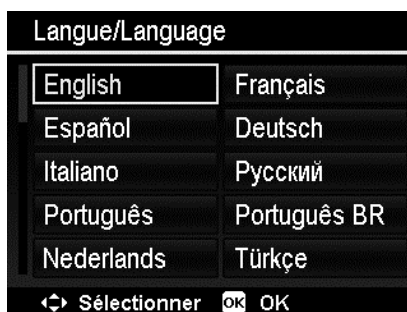 Langue/Language
English Français
Español Deutsch
Italiano Русский
Português Português BR
Nederlands Türkçe
Sélectionner OK OK